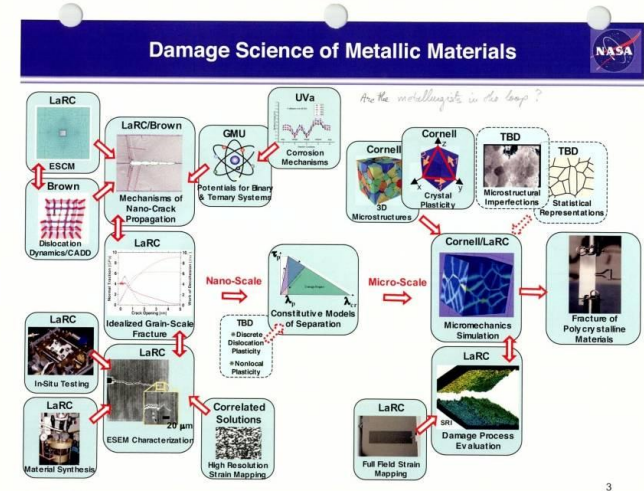 Damage Science of Metallic Materials
NASA
Are the metallurgists in the loop?
LaRC
ESCM
LaRC/Brown
Mechanisms of
Nano-Crack
Propagation
GMU
Potentials for Binary
& Ternary Systems
UVa
Corrosion
Mechanisms
Brown
Dislocation
Dynamics/CADD
Cornell
3D
Microstructures
Cornell
z
x
y
Crystal
Plasticity
TBD
Microstructural
Imperfections
TBD
Statistical
Representations
LaRC
Crack Opening
Idealized Grain-Scale
Fracture
Nano-Scale
Constitutive Models
of Separation
TBD
Discrete
Dislocation
Plasticity
Nonlocal
Plasticity
Micro-Scale
Cornell/LaRC
Micromechanics
Simulation
Fracture of
Polycrystalline
Materials
LaRC
In-Situ Testing
LaRC
20 μm
ESEM Characterization
LaRC
Material Synthesis
Correlated
Solutions
High Resolution
Strain Mapping
LaRC
Full Field Strain
Mapping
LaRC
SRI
Damage Process
Evaluation
3